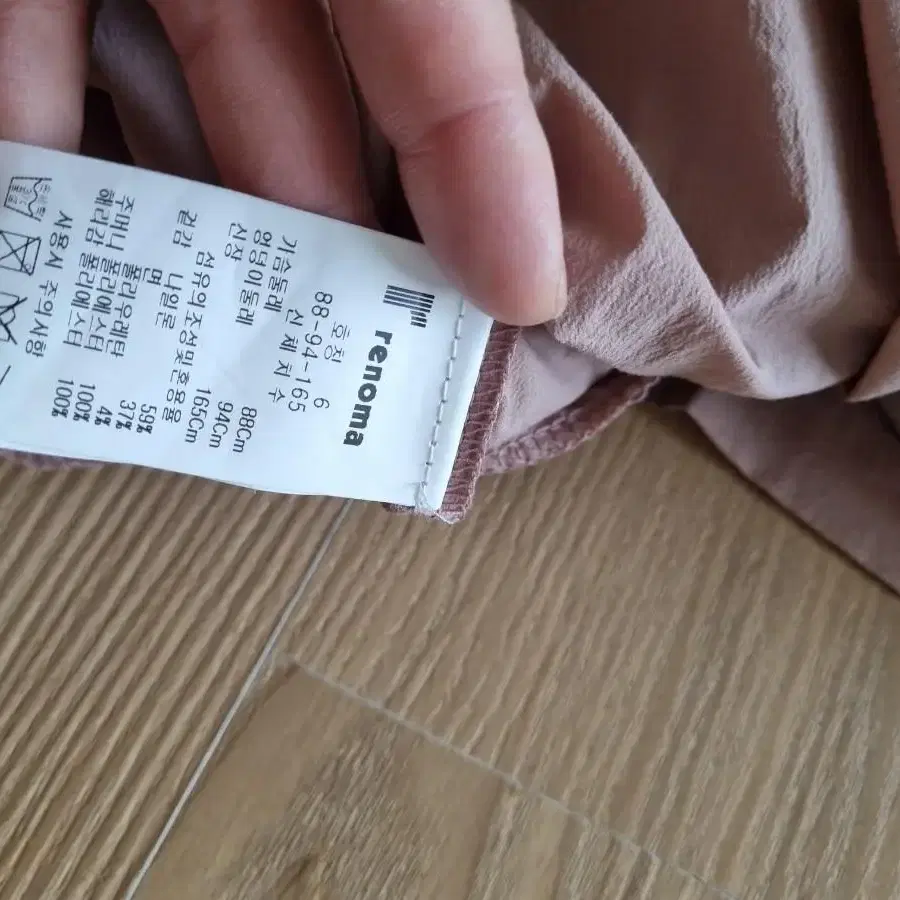 renoma
호칭 6
88-94-165
신 체 치 수
가슴둘레 88Cm
엉덩이둘레 94Cm
신장 165Cm
섬유의조성및혼용율
겉감 면 59%
나일론 37%
폴리우레탄 4%
주머니 폴리에스터 100%
헤리감 폴리에스터 100%
사용시 주의사항